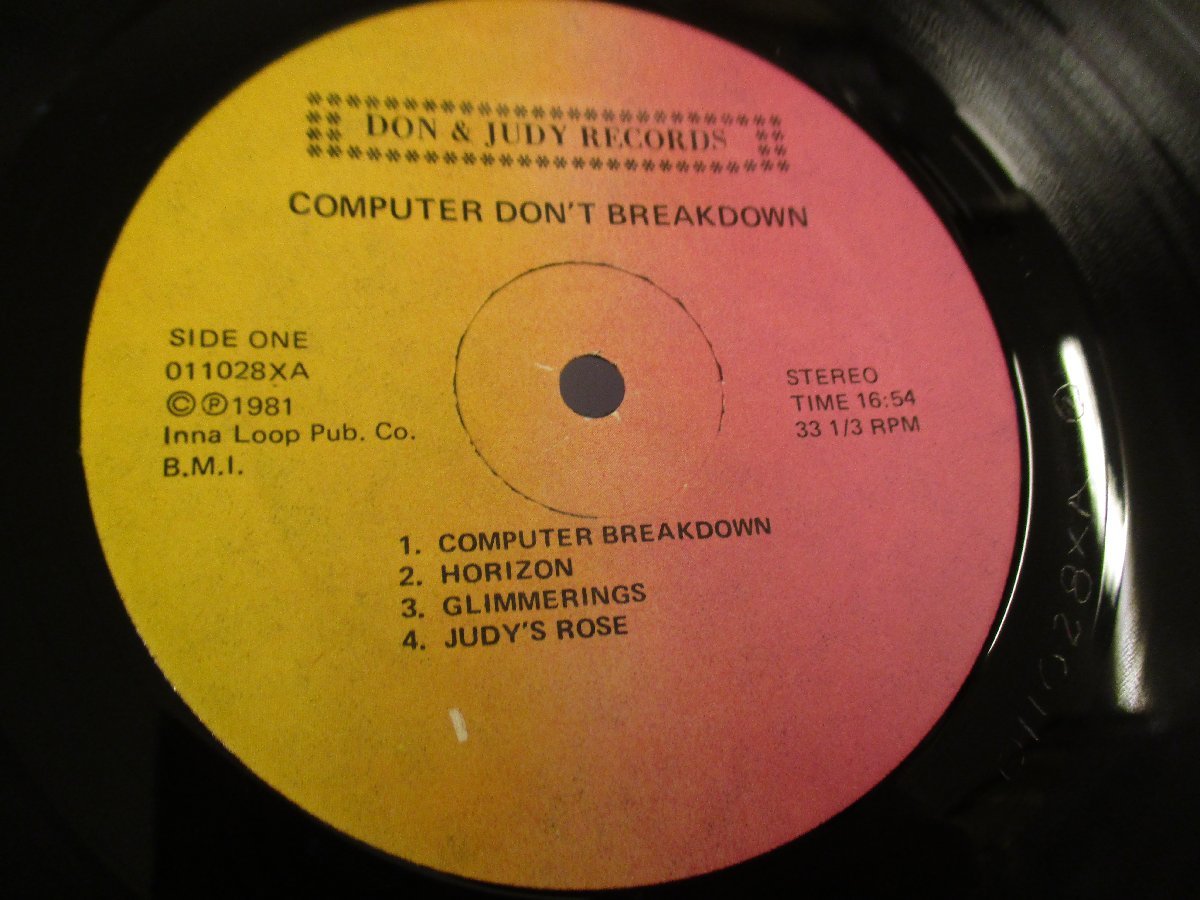 DON & JUDY RECORDS
COMPUTER DON'T BREAKDOWN
SIDE ONE
011028XA
©℗1981
Inna Loop Pub. Co.
B.M.I.
STEREO
TIME 16:54
33 1/3 RPM
1. COMPUTER BREAKDOWN
2. HORIZON
3. GLIMMERINGS
4. JUDY'S ROSE